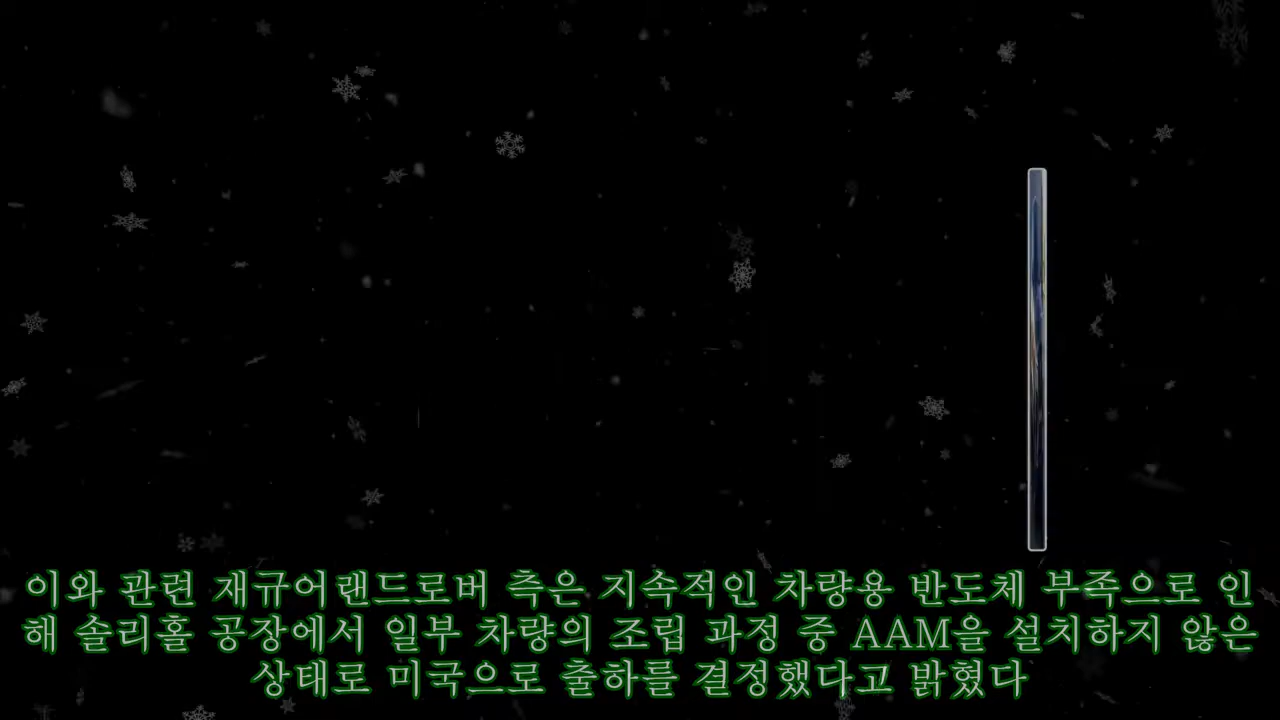 이와 관련 재규어랜드로버 측은 지속적인 차량용 반도체 부족으로 인
해 솔리홀 공장에서 일부 차량의 조립 과정 중 AAM을 설치하지 않은
상태로 미국으로 출하를 결정했다고 밝혔다